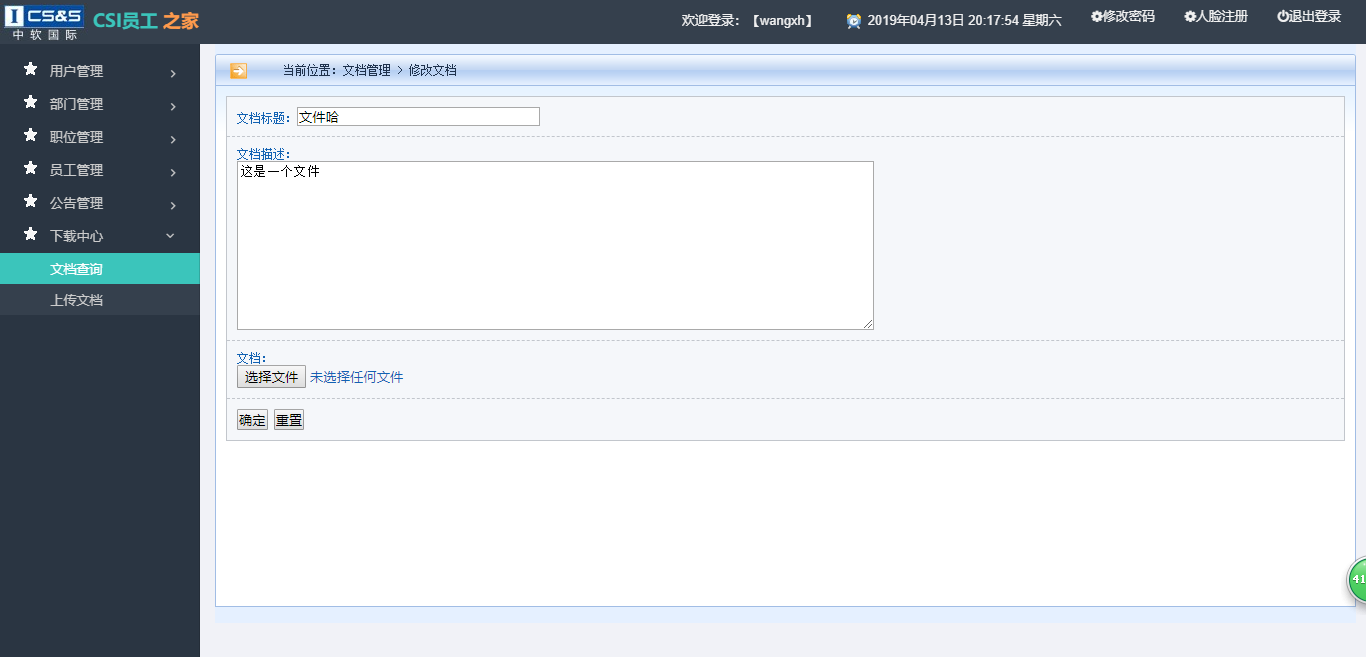 CS&S
中软国际
CSI员工之家
欢迎登录：【wangxh】
2019年04月13日 20:17:54 星期六
修改密码
人脸注册
退出登录
用户管理
部门管理
职位管理
员工管理
公告管理
下载中心
文档查询
上传文档
当前位置：文档管理 > 修改文档
文档标题：文件哈
文档描述：
这是一个文件
文档：
选择文件 未选择任何文件
确定 重置
41